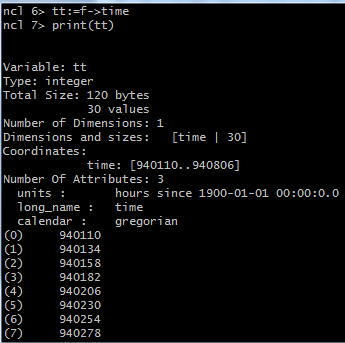 ncl 6> tt:=f->time
ncl 7> print(tt)
Variable: tt
Type: integer
Total Size: 120 bytes
30 values
Number of Dimensions: 1
Dimensions and sizes: [time | 30]
Coordinates:
time: [940110..940806]
Number Of Attributes: 3
units : hours since 1900-01-01 00:00:0.0
long_name : time
calendar : gregorian
(0) 940110
(1) 940134
(2) 940158
(3) 940182
(4) 940206
(5) 940230
(6) 940254
(7) 940278